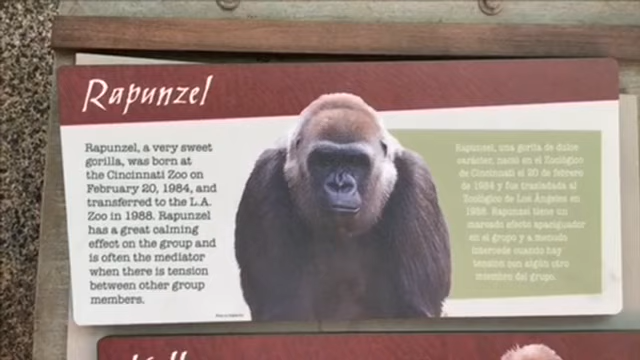 Rapunzel
Rapunzel, a very sweet
gorilla, was born at
the Cincinnati Zoo on
February 20, 1984, and
transferred to the L.A.
Zoo in 1988. Rapunzel
has a great calming
effect on the group and
is often the mediator
when there is tension
between other group
members.
Rapunzel, una gorila de dulce
carácter, nació en el Zoológico
de Cincinnati el 20 de febrero
de 1984 y fue trasladada al
Zoológico de Los Ángeles en
1988. Rapunzel tiene un
marcado efecto apaciguador
en el grupo y a menudo
intercede cuando hay
tensión con algún otro
miembro del grupo.